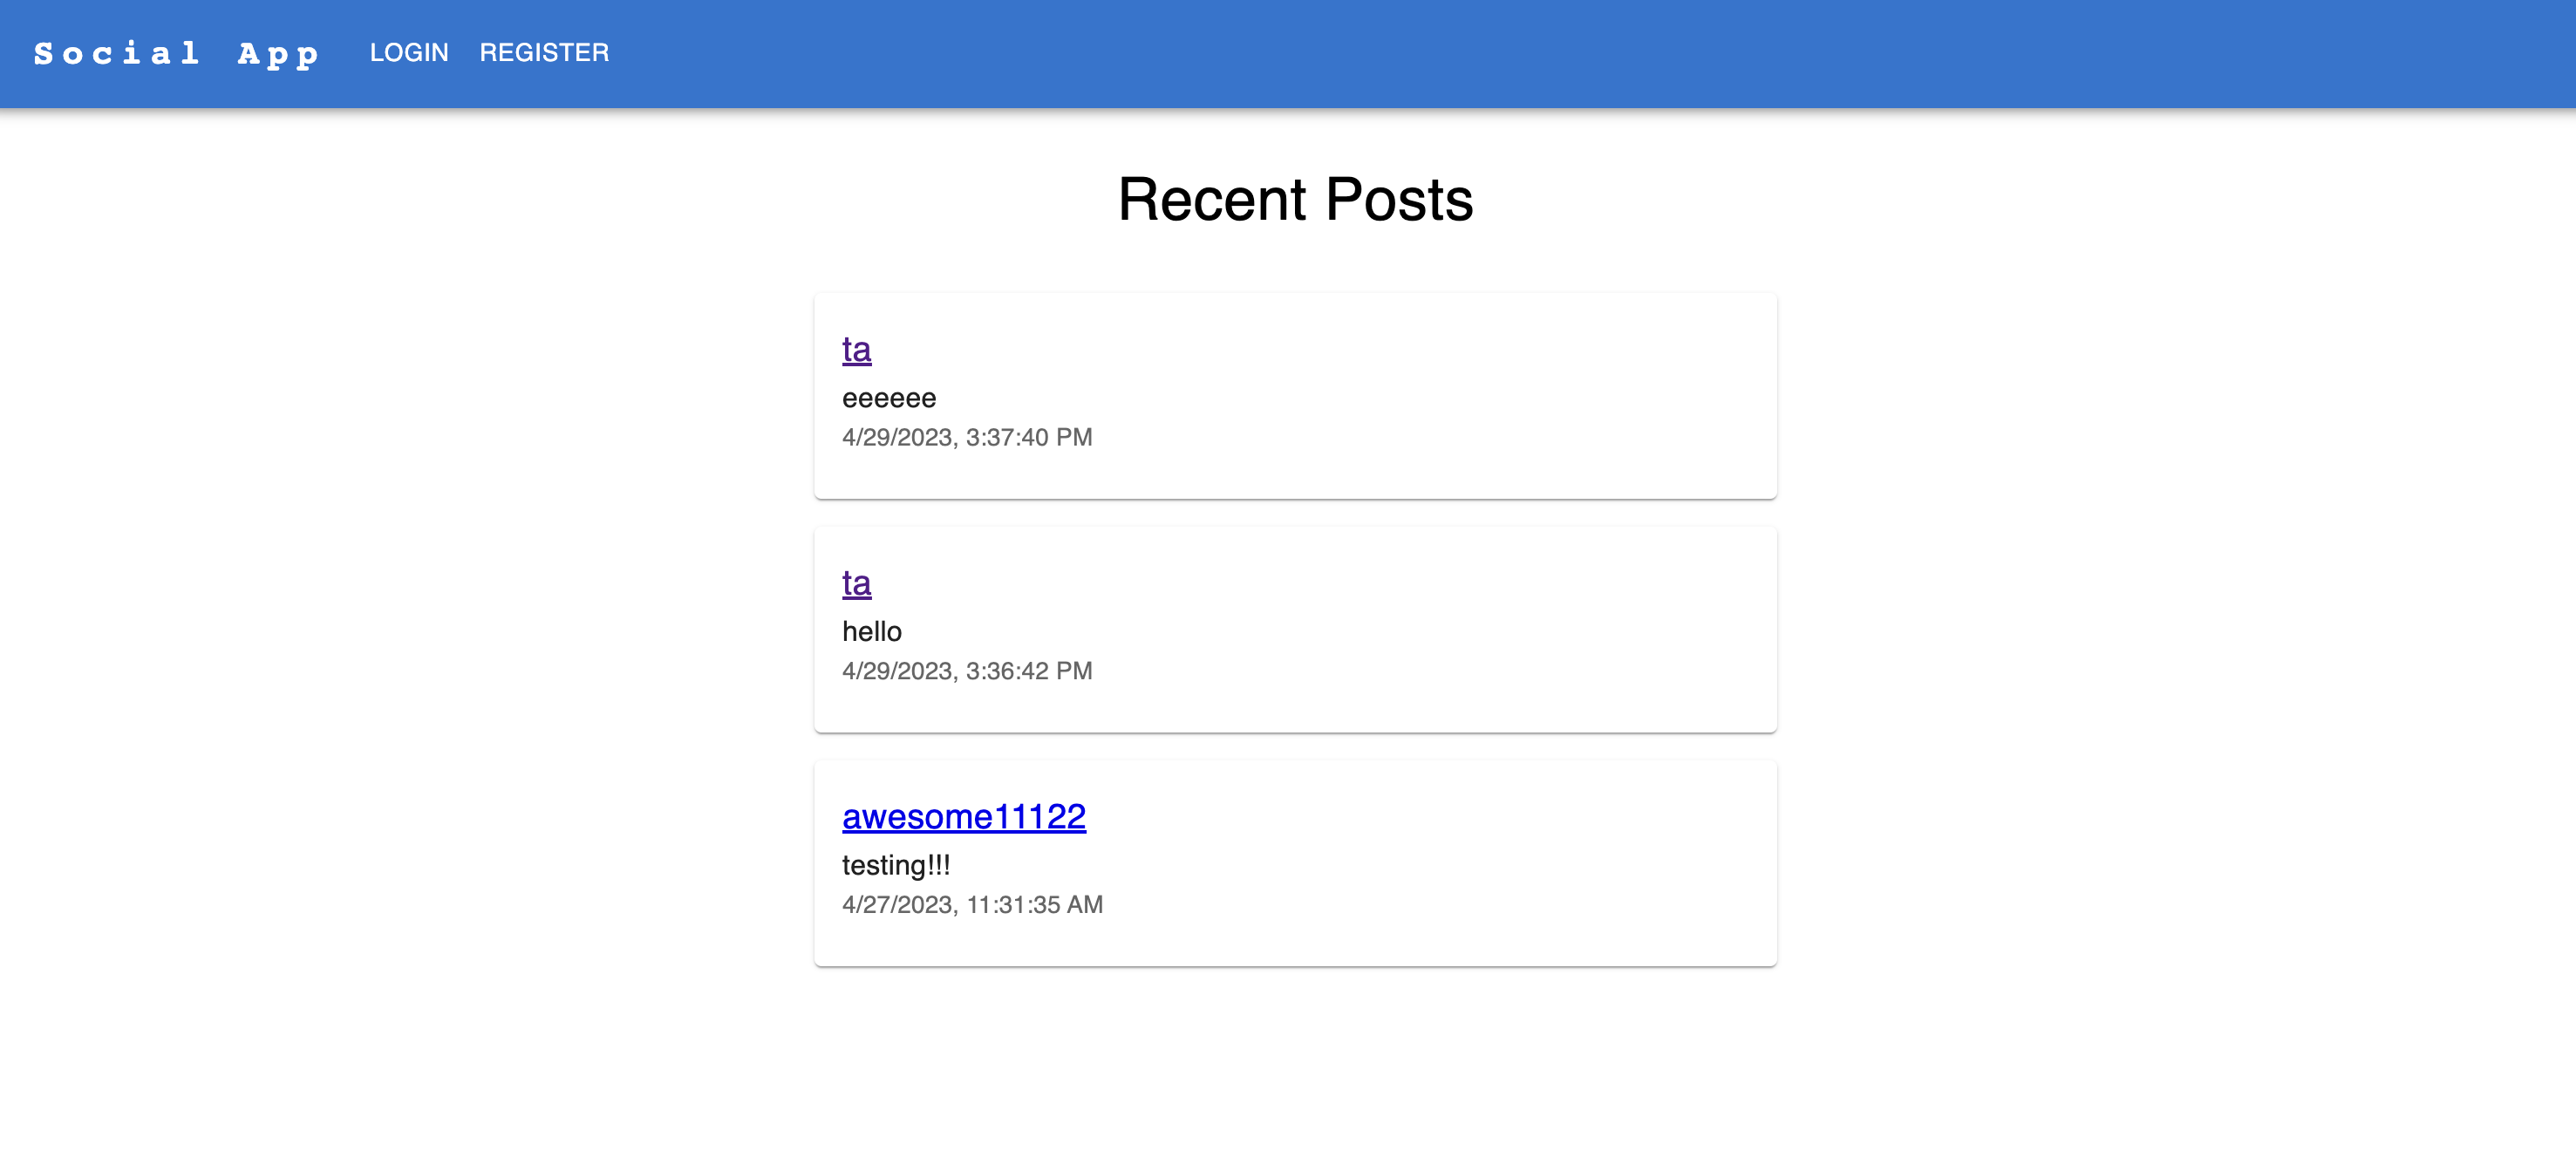 Social App LOGIN REGISTER
Recent Posts
ta
eeeeee
4/29/2023, 3:37:40 PM
ta
hello
4/29/2023, 3:36:42 PM
awesome11122
testing!!!
4/27/2023, 11:31:35 AM